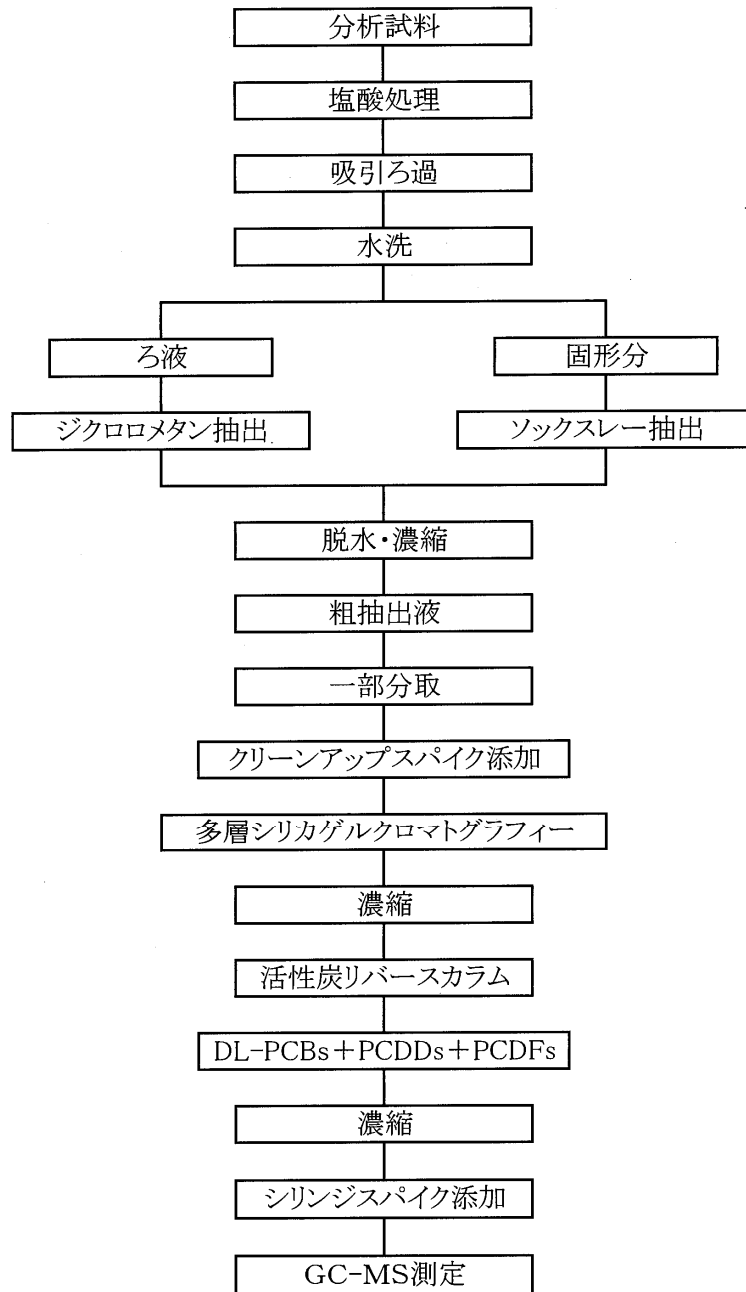 分析試料
塩酸処理
吸引ろ過
水洗
ろ液
固形分
ジクロロメタン抽出
ソックスレー抽出
脱水・濃縮
粗抽出液
一部分取
クリーンアップスパイク添加
多層シリカゲルクロマトグラフィー
濃縮
活性炭リバースカラム
DL-PCBs＋PCDDs＋PCDFs
濃縮
シリンジスパイク添加
GC-MS測定